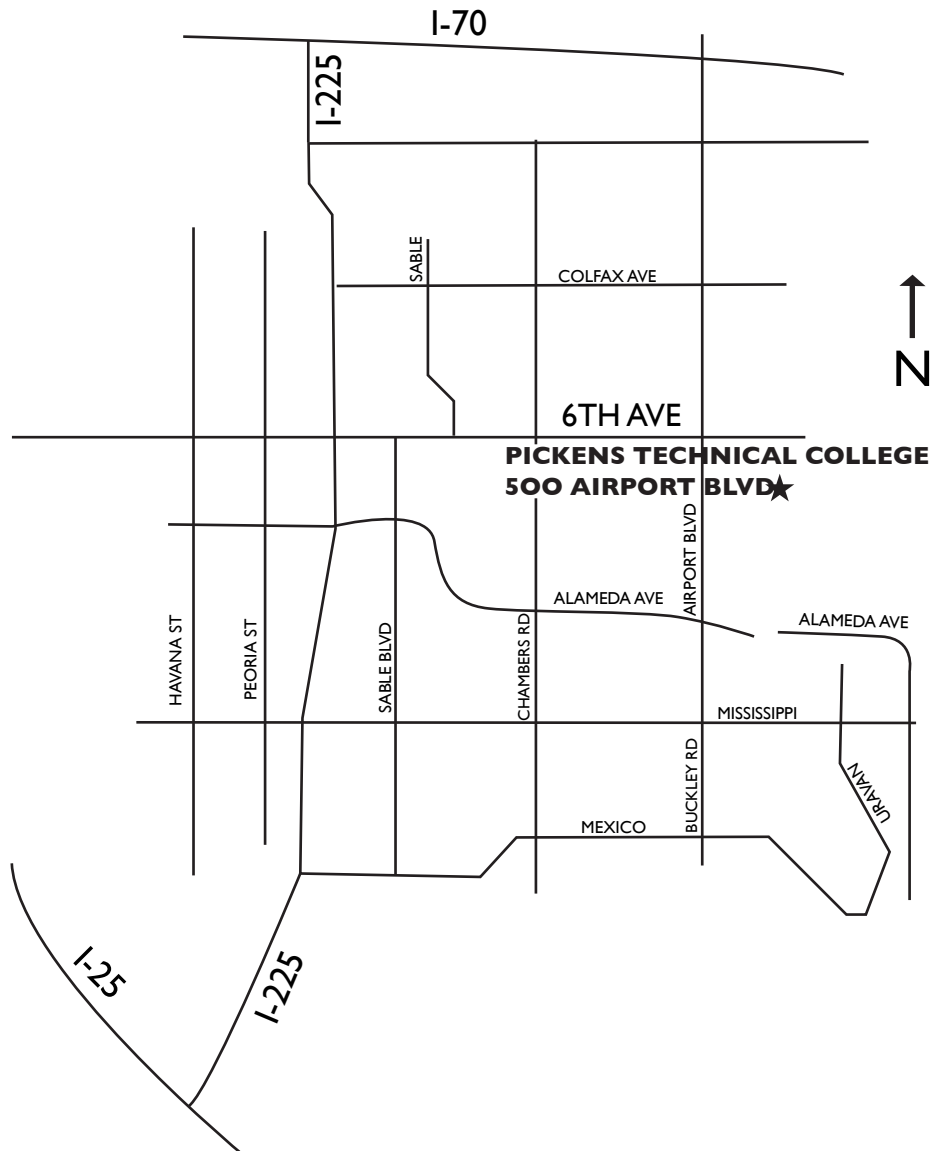 I-70
I-225
SABLE
COLFAX AVE
N
6TH AVE
PICKENS TECHNICAL COLLEGE
500 AIRPORT BLVD
AIRPORT BLVD
ALAMEDA AVE
ALAMEDA AVE
HAVANA ST
PEORIA ST
SABLE BLVD
CHAMBERS RD
MISSISSIPPI
BUCKLEY RD
URAVAN
MEXICO
I-25
I-225